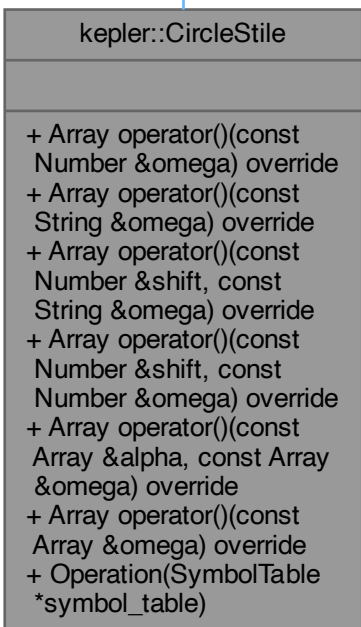 kepler::CircleStile
+ Array operator()(const
Number &omega) override
+ Array operator()(const
String &omega) override
+ Array operator()(const
Number &shift, const
String &omega) override
+ Array operator()(const
Number &shift, const
Number &omega) override
+ Array operator()(const
Array &alpha, const Array
&omega) override
+ Array operator()(const
Array &omega) override
+ Operation(SymbolTable
*symbol_table)